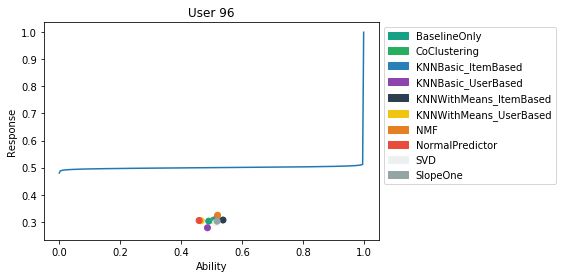 User 96
1.0
0.9
0.8
0.7
0.6
0.5
0.4
0.3
Response
0.0 0.2 0.4 0.6 0.8 1.0
Ability
BaselineOnly
CoClustering
KNNBasic_ItemBased
KNNBasic_UserBased
KNNWithMeans_ItemBased
KNNWithMeans_UserBased
NMF
NormalPredictor
SVD
SlopeOne